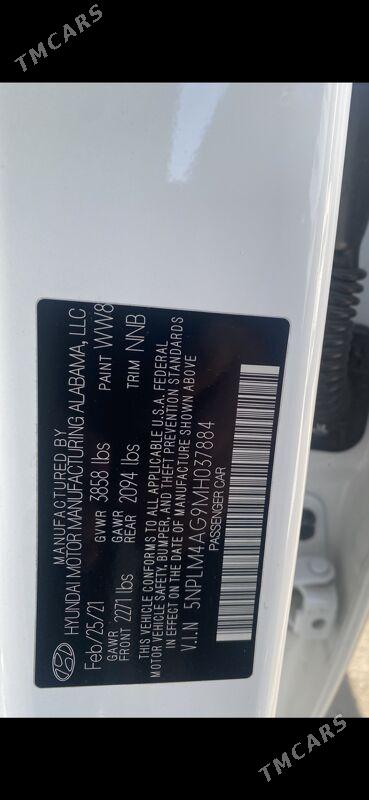 TMCARS
MANUFACTURED BY
HYUNDAI MOTOR MANUFACTURING ALABAMA, LLC
Feb/25/21 GVWR 3858 lbs PAINT WW8
GAWR FRONT 2271 lbs GAWR REAR 2094 lbs TRIM NNB
THIS VEHICLE CONFORMS TO ALL APPLICABLE U.S.A. FEDERAL
MOTOR VEHICLE SAFETY, BUMPER, AND THEFT PREVENTION STANDARDS
IN EFFECT ON THE DATE OF MANUFACTURE SHOWN ABOVE
V.I.N 5NPLM4AG9MH037884
PASSENGER CAR
TMCARS